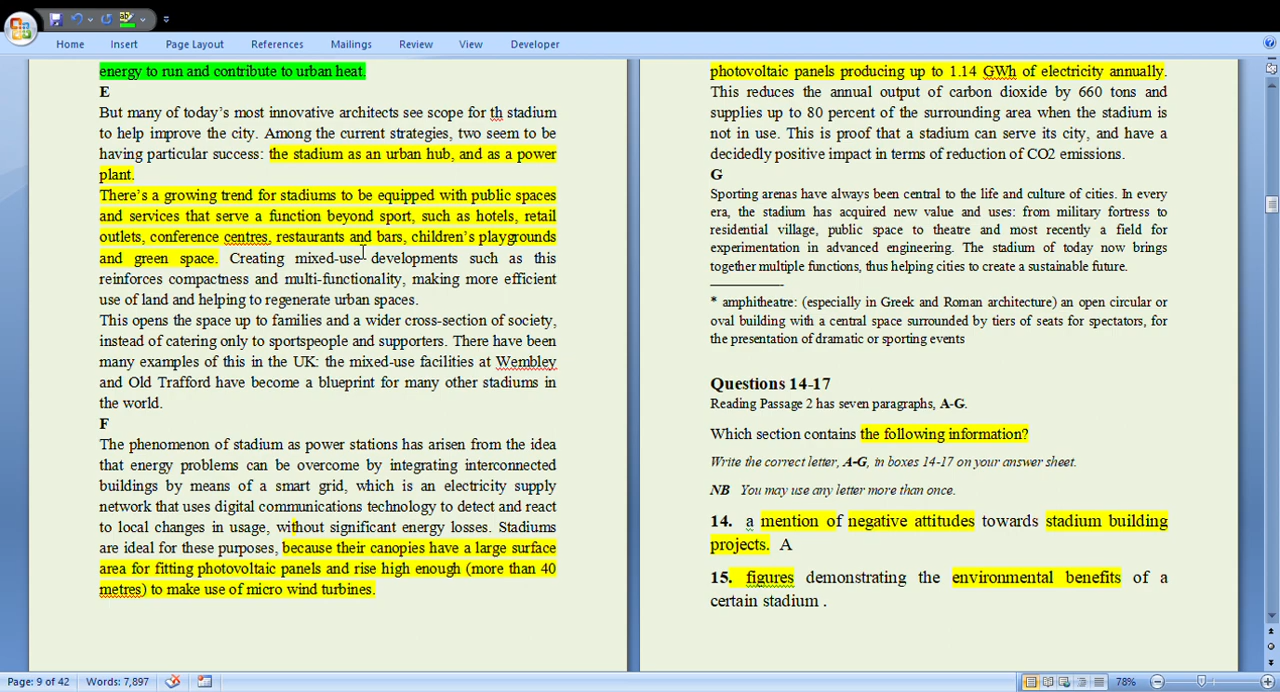 Home Insert Page Layout References Mailings Review View Developer
energy to run and contribute to urban heat.
E
But many of today's most innovative architects see scope for th stadium
to help improve the city. Among the current strategies, two seem to be
having particular success: the stadium as an urban hub, and as a power
plant.
There's a growing trend for stadiums to be equipped with public spaces
and services that serve a function beyond sport, such as hotels, retail
outlets, conference centres, restaurants and bars, children's playgrounds
and green space. Creating mixed-use developments such as this
reinforces compactness and multi-functionality, making more efficient
use of land and helping to regenerate urban spaces.
This opens the space up to families and a wider cross-section of society,
instead of catering only to sportspeople and supporters. There have been
many examples of this in the UK: the mixed-use facilities at Wembley
and Old Trafford have become a blueprint for many other stadiums in
the world.
F
The phenomenon of stadium as power stations has arisen from the idea
that energy problems can be overcome by integrating interconnected
buildings by means of a smart grid, which is an electricity supply
network that uses digital communications technology to detect and react
to local changes in usage, without significant energy losses. Stadiums
are ideal for these purposes, because their canopies have a large surface
area for fitting photovoltaic panels and rise high enough (more than 40
metres) to make use of micro wind turbines.
photovoltaic panels producing up to 1.14 GWh of electricity annually.
This reduces the annual output of carbon dioxide by 660 tons and
supplies up to 80 percent of the surrounding area when the stadium is
not in use. This is proof that a stadium can serve its city, and have a
decidedly positive impact in terms of reduction of CO2 emissions.
G
Sporting arenas have always been central to the life and culture of cities. In every
era, the stadium has acquired new value and uses: from military fortress to
residential village, public space to theatre and most recently a field for
experimentation in advanced engineering. The stadium of today now brings
together multiple functions, thus helping cities to create a sustainable future.
* amphitheatre: (especially in Greek and Roman architecture) an open circular or
oval building with a central space surrounded by tiers of seats for spectators, for
the presentation of dramatic or sporting events
Questions 14-17
Reading Passage 2 has seven paragraphs, A-G.
Which section contains the following information?
Write the correct letter, A-G, in boxes 14-17 on your answer sheet.
NB You may use any letter more than once.
14. a mention of negative attitudes towards stadium building
projects. A
15. figures demonstrating the environmental benefits of a
certain stadium .
Page: 9 of 42 Words: 7,897 78%